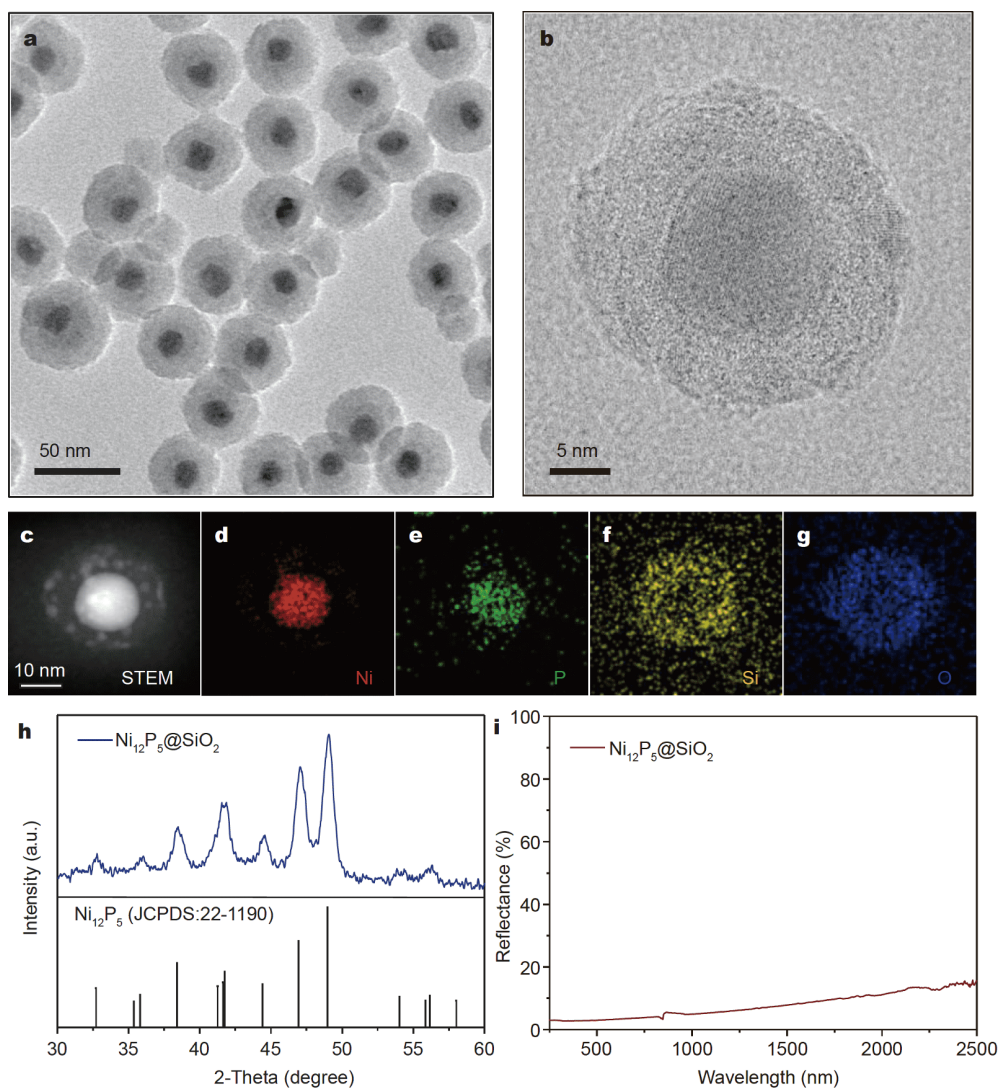 a
50 nm
b
5 nm
c
10 nm
STEM
d
Ni
e
P
f
Si
g
O
h
Ni₁₂P₅@SiO₂
Intensity (a.u.)
Ni₁₂P₅ (JCPDS:22-1190)
30 35 40 45 50 55 60
2-Theta (degree)
i
Ni₁₂P₅@SiO₂
Reflectance (%)
100
80
60
40
20
0
500 1000 1500 2000 2500
Wavelength (nm)